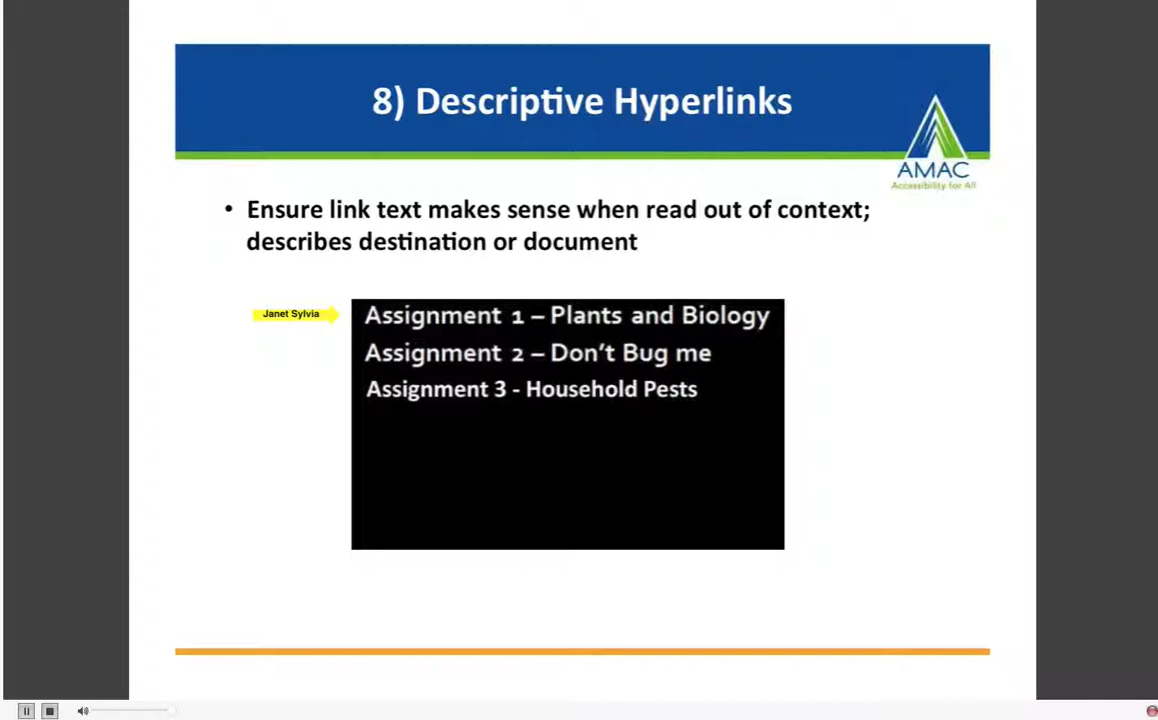 8) Descriptive Hyperlinks
AMAC
Accessibility for All
• Ensure link text makes sense when read out of context;
describes destination or document
Janet Sylvia
Assignment 1 – Plants and Biology
Assignment 2 – Don't Bug me
Assignment 3 - Household Pests